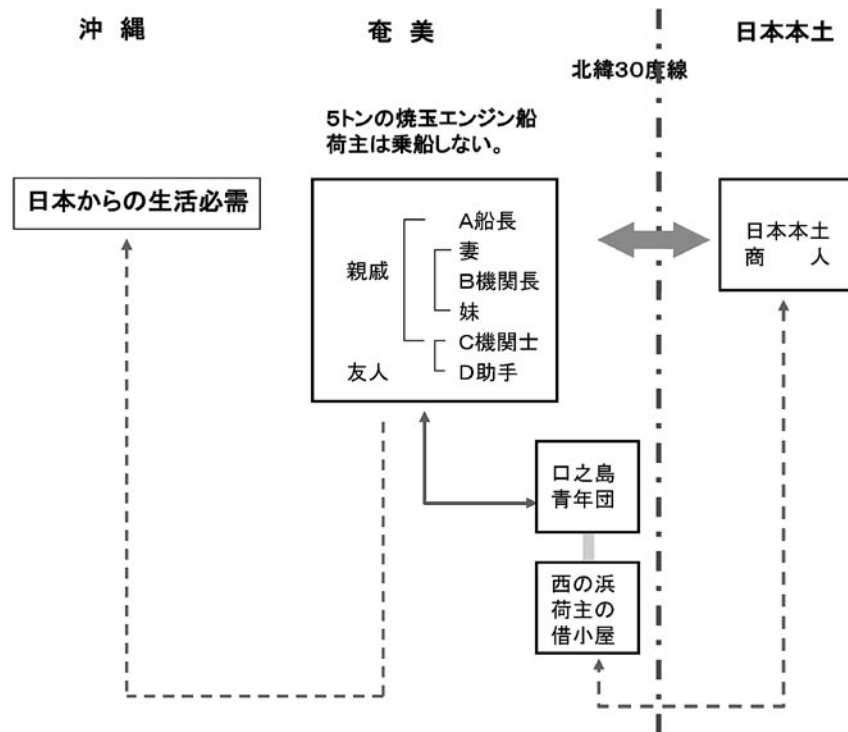 沖 縄
奄 美
日本本土
北緯30度線
5トンの焼玉エンジン船
荷主は乗船しない。
日本からの生活必需
親戚
友人
A船長
妻
B機関長
妹
C機関士
D助手
日本本土
商　　人
口之島
青年団
西の浜
荷主の
借小屋